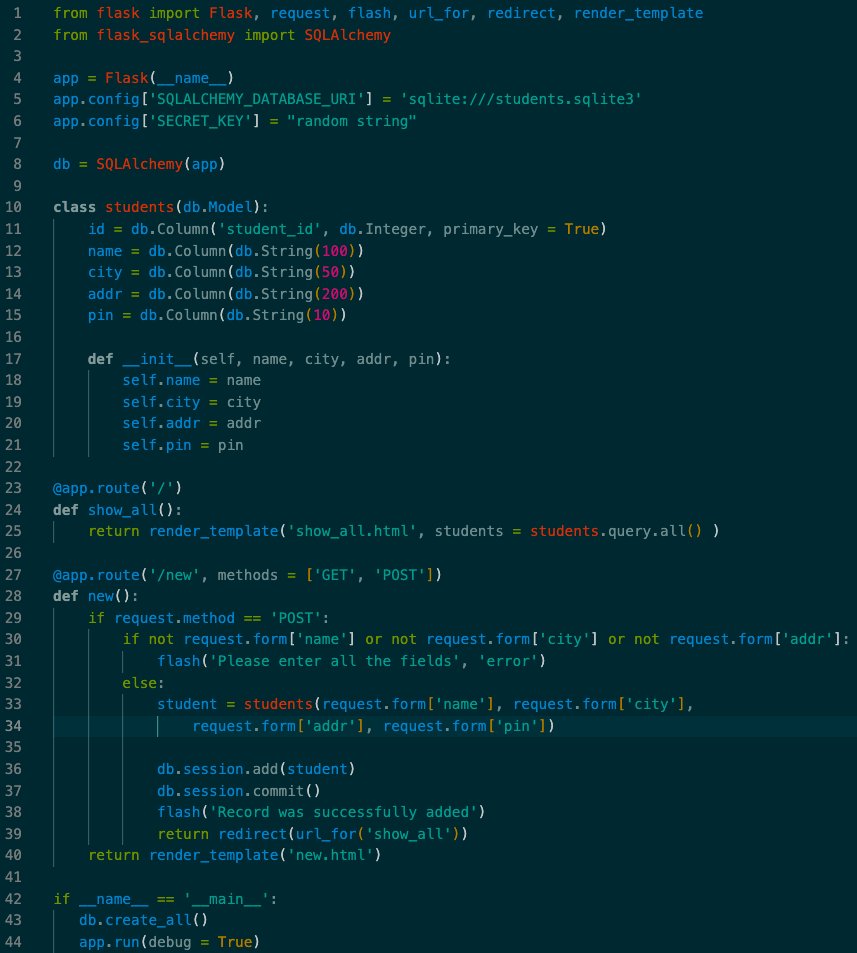 1 from flask import Flask, request, flash, url_for, redirect, render_template
2 from flask_sqlalchemy import SQLAlchemy
3
4 app = Flask(__name__)
5 app.config['SQLALCHEMY_DATABASE_URI'] = 'sqlite:///students.sqlite3'
6 app.config['SECRET_KEY'] = "random string"
7
8 db = SQLAlchemy(app)
9
10 class students(db.Model):
11     id = db.Column('student_id', db.Integer, primary_key = True)
12     name = db.Column(db.String(100))
13     city = db.Column(db.String(50))
14     addr = db.Column(db.String(200))
15     pin = db.Column(db.String(10))
16
17     def __init__(self, name, city, addr, pin):
18         self.name = name
19         self.city = city
20         self.addr = addr
21         self.pin = pin
22
23 @app.route('/')
24 def show_all():
25     return render_template('show_all.html', students = students.query.all() )
26
27 @app.route('/new', methods = ['GET', 'POST'])
28 def new():
29     if request.method == 'POST':
30         if not request.form['name'] or not request.form['city'] or not request.form['addr']:
31             flash('Please enter all the fields', 'error')
32         else:
33             student = students(request.form['name'], request.form['city'],
34                 request.form['addr'], request.form['pin'])
35
36             db.session.add(student)
37             db.session.commit()
38             flash('Record was successfully added')
39             return redirect(url_for('show_all'))
40     return render_template('new.html')
41
42 if __name__ == '__main__':
43    db.create_all()
44    app.run(debug = True)